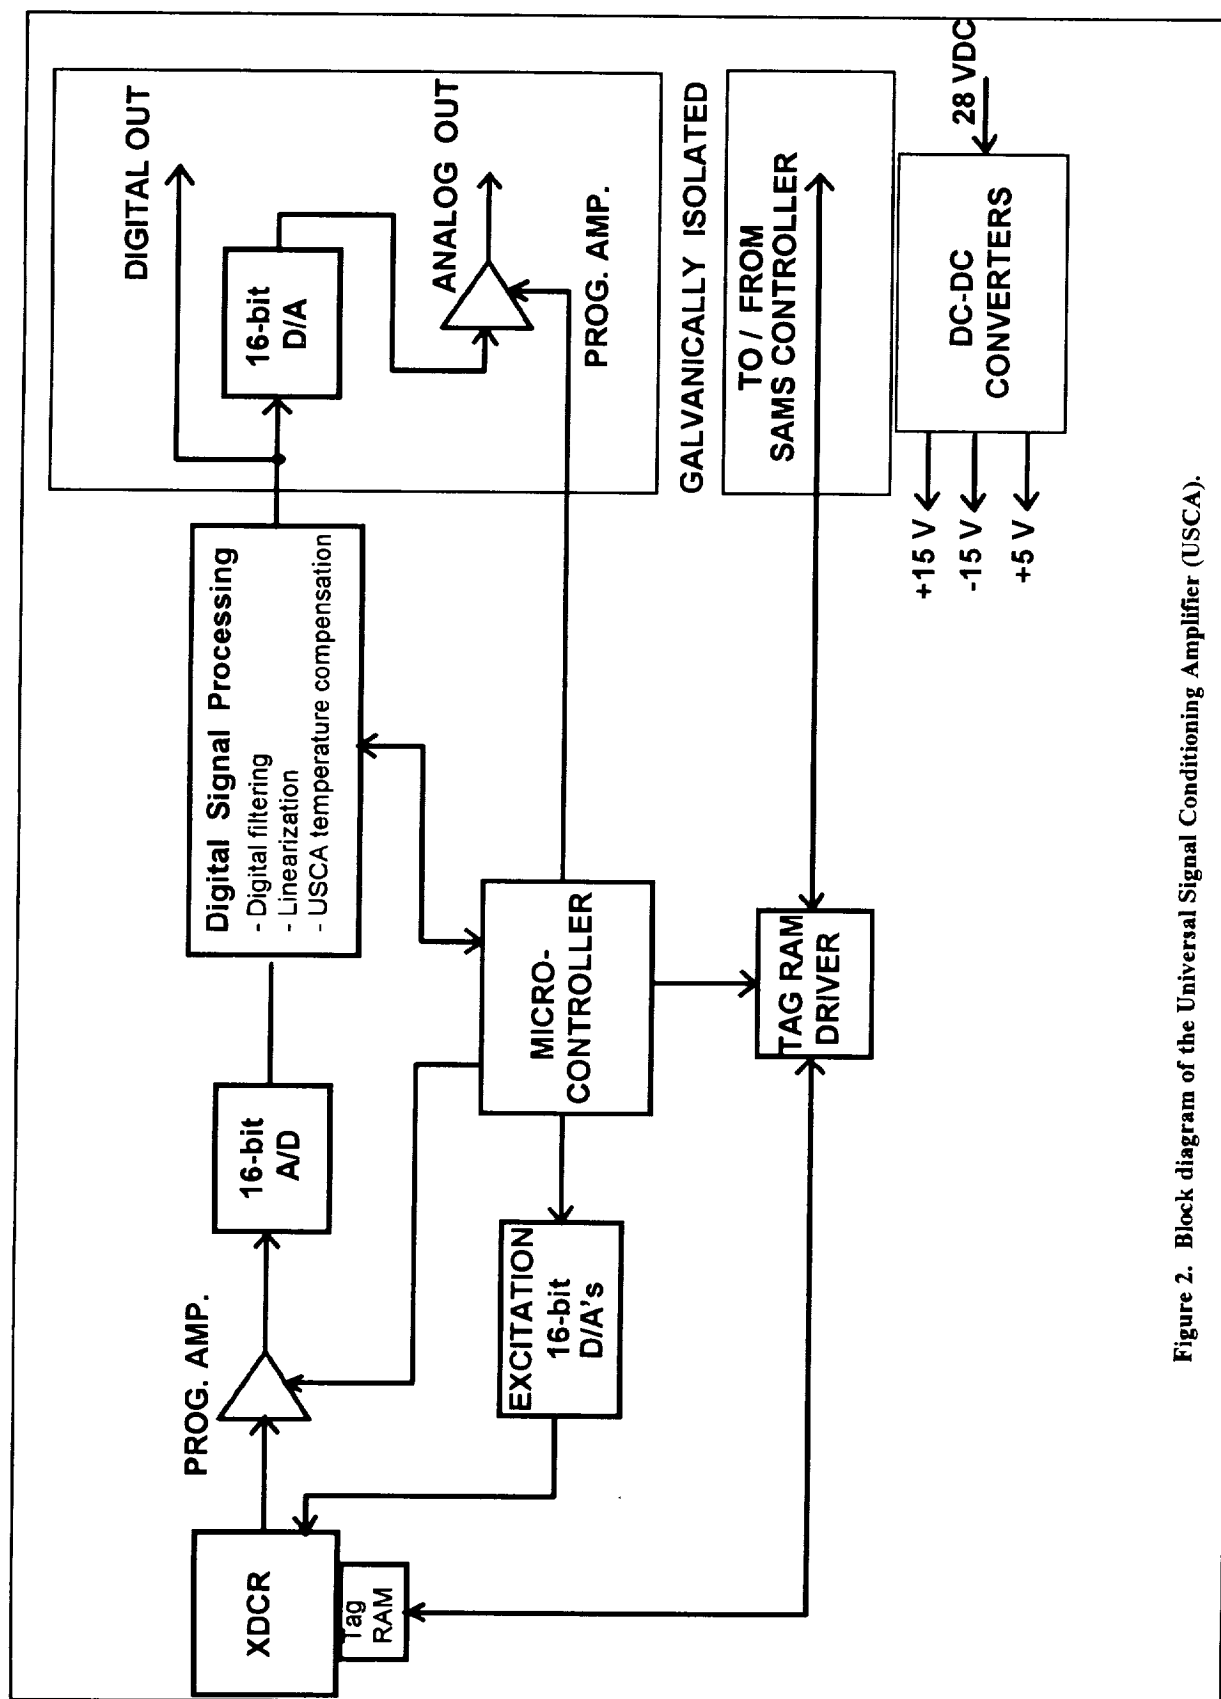 XDCR
Tag
RAM
PROG. AMP.
16-bit
A/D
EXCITATION
16-bit
D/A's
MICRO-
CONTROLLER
Digital Signal Processing
- Digital filtering
- Linearization
- USCA temperature compensation
TAG RAM
DRIVER
DIGITAL OUT
16-bit
D/A
ANALOG OUT
PROG. AMP.
GALVANICALLY ISOLATED
TO / FROM
SAMS CONTROLLER
+15 V
-15 V
+5 V
DC-DC
CONVERTERS
28 VDC
Figure 2. Block diagram of the Universal Signal Conditioning Amplifier (USCA).